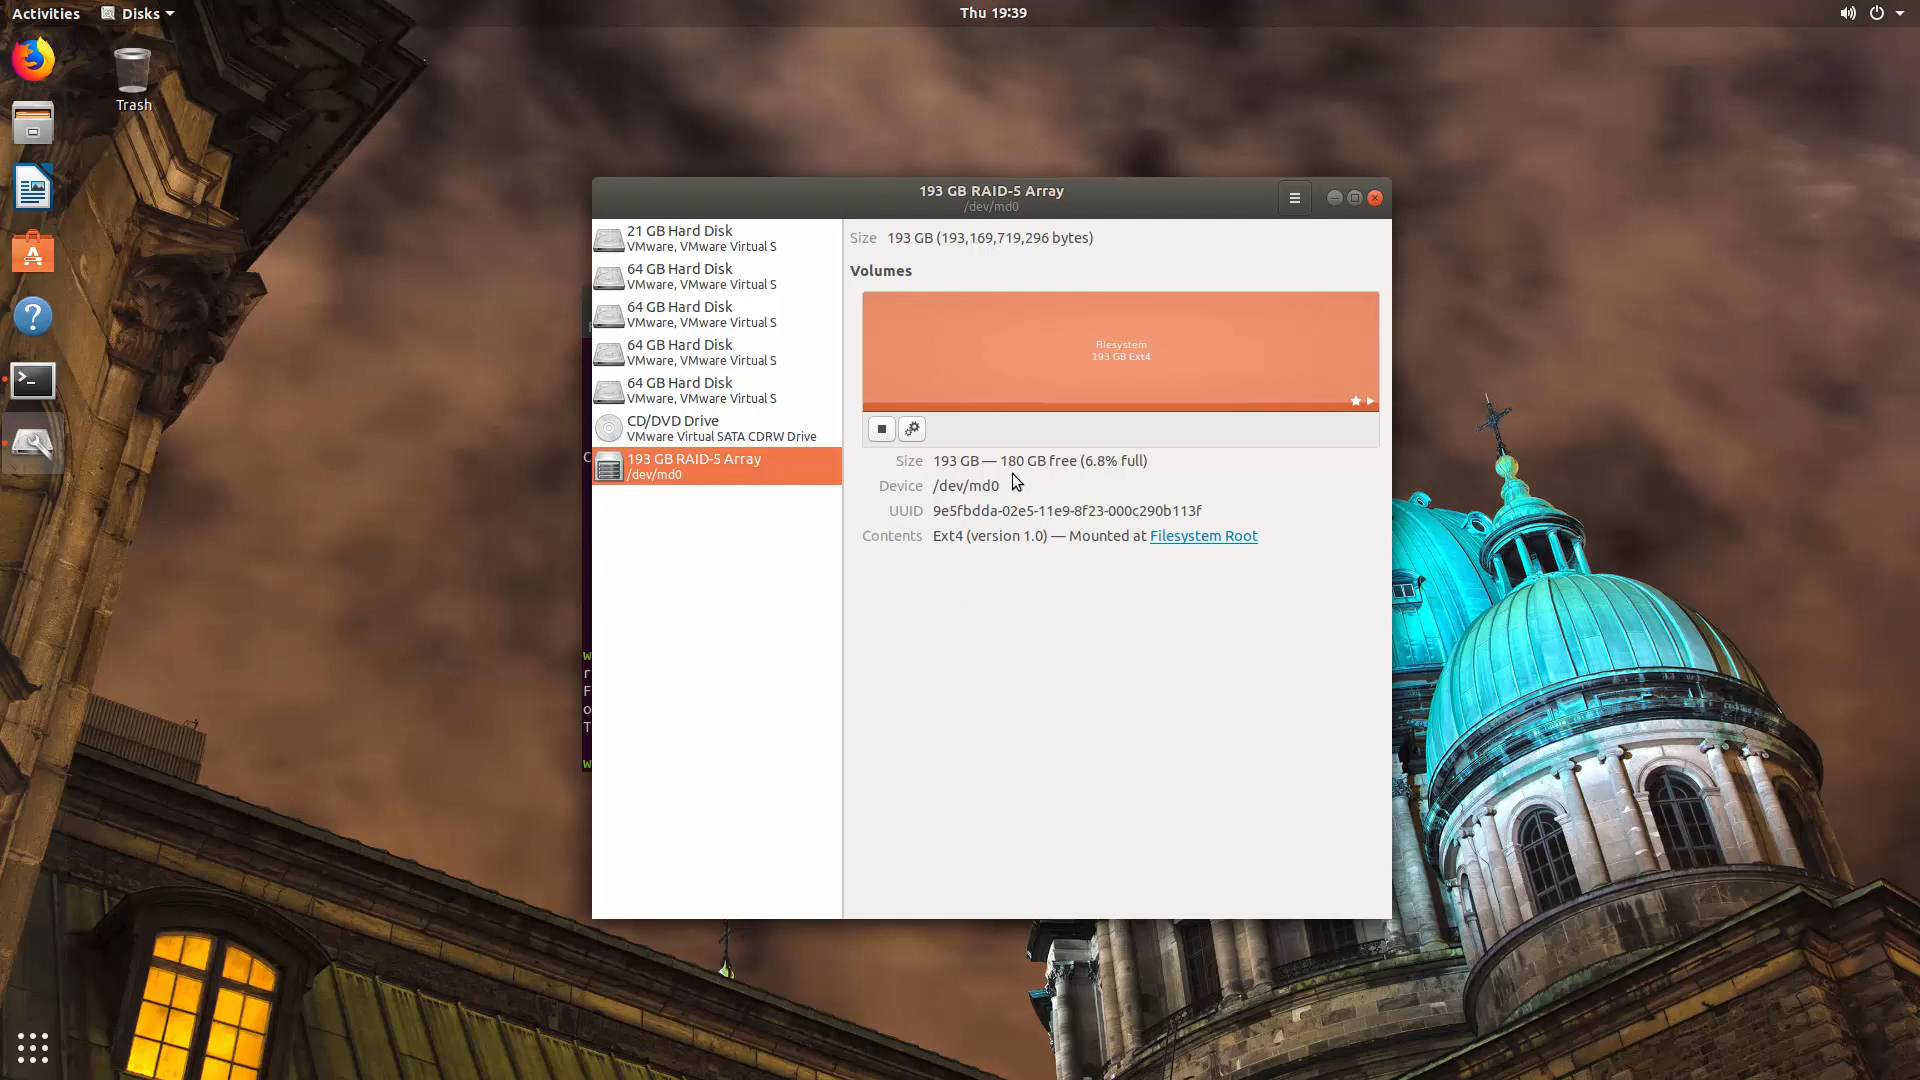 Activities
Disks
Thu 19:39
Trash
193 GB RAID-5 Array
/dev/md0
21 GB Hard Disk
VMware, VMware Virtual S
64 GB Hard Disk
VMware, VMware Virtual S
64 GB Hard Disk
VMware, VMware Virtual S
64 GB Hard Disk
VMware, VMware Virtual S
64 GB Hard Disk
VMware, VMware Virtual S
CD/DVD Drive
VMware Virtual SATA CDRW Drive
193 GB RAID-5 Array
/dev/md0
Size 193 GB (193,169,719,296 bytes)
Volumes
Filesystem
193 GB Ext4
Size 193 GB — 180 GB free (6.8% full)
Device /dev/md0
UUID 9e5fbdda-02e5-11e9-8f23-000c290b113f
Contents Ext4 (version 1.0) — Mounted at Filesystem Root